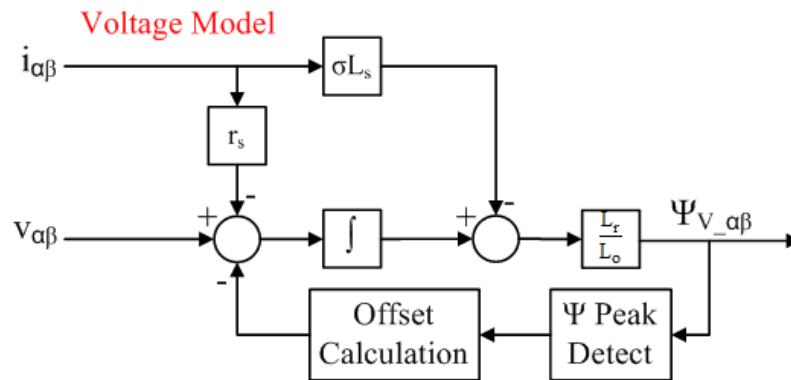 Voltage Model
iαβ
σLs
rs
+
-
-
vαβ
+
∫
Lr
Lo
ΨV_αβ
-
Offset
Calculation
Ψ Peak
Detect